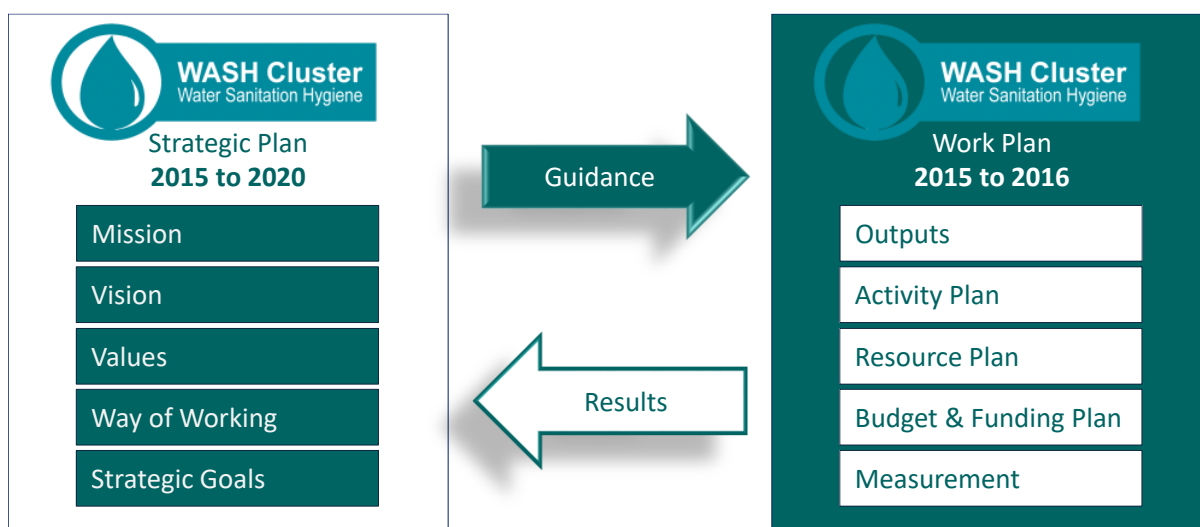 WASH Cluster
Water Sanitation Hygiene
Strategic Plan
2015 to 2020
Mission
Vision
Values
Way of Working
Strategic Goals
Guidance
Results
WASH Cluster
Water Sanitation Hygiene
Work Plan
2015 to 2016
Outputs
Activity Plan
Resource Plan
Budget & Funding Plan
Measurement